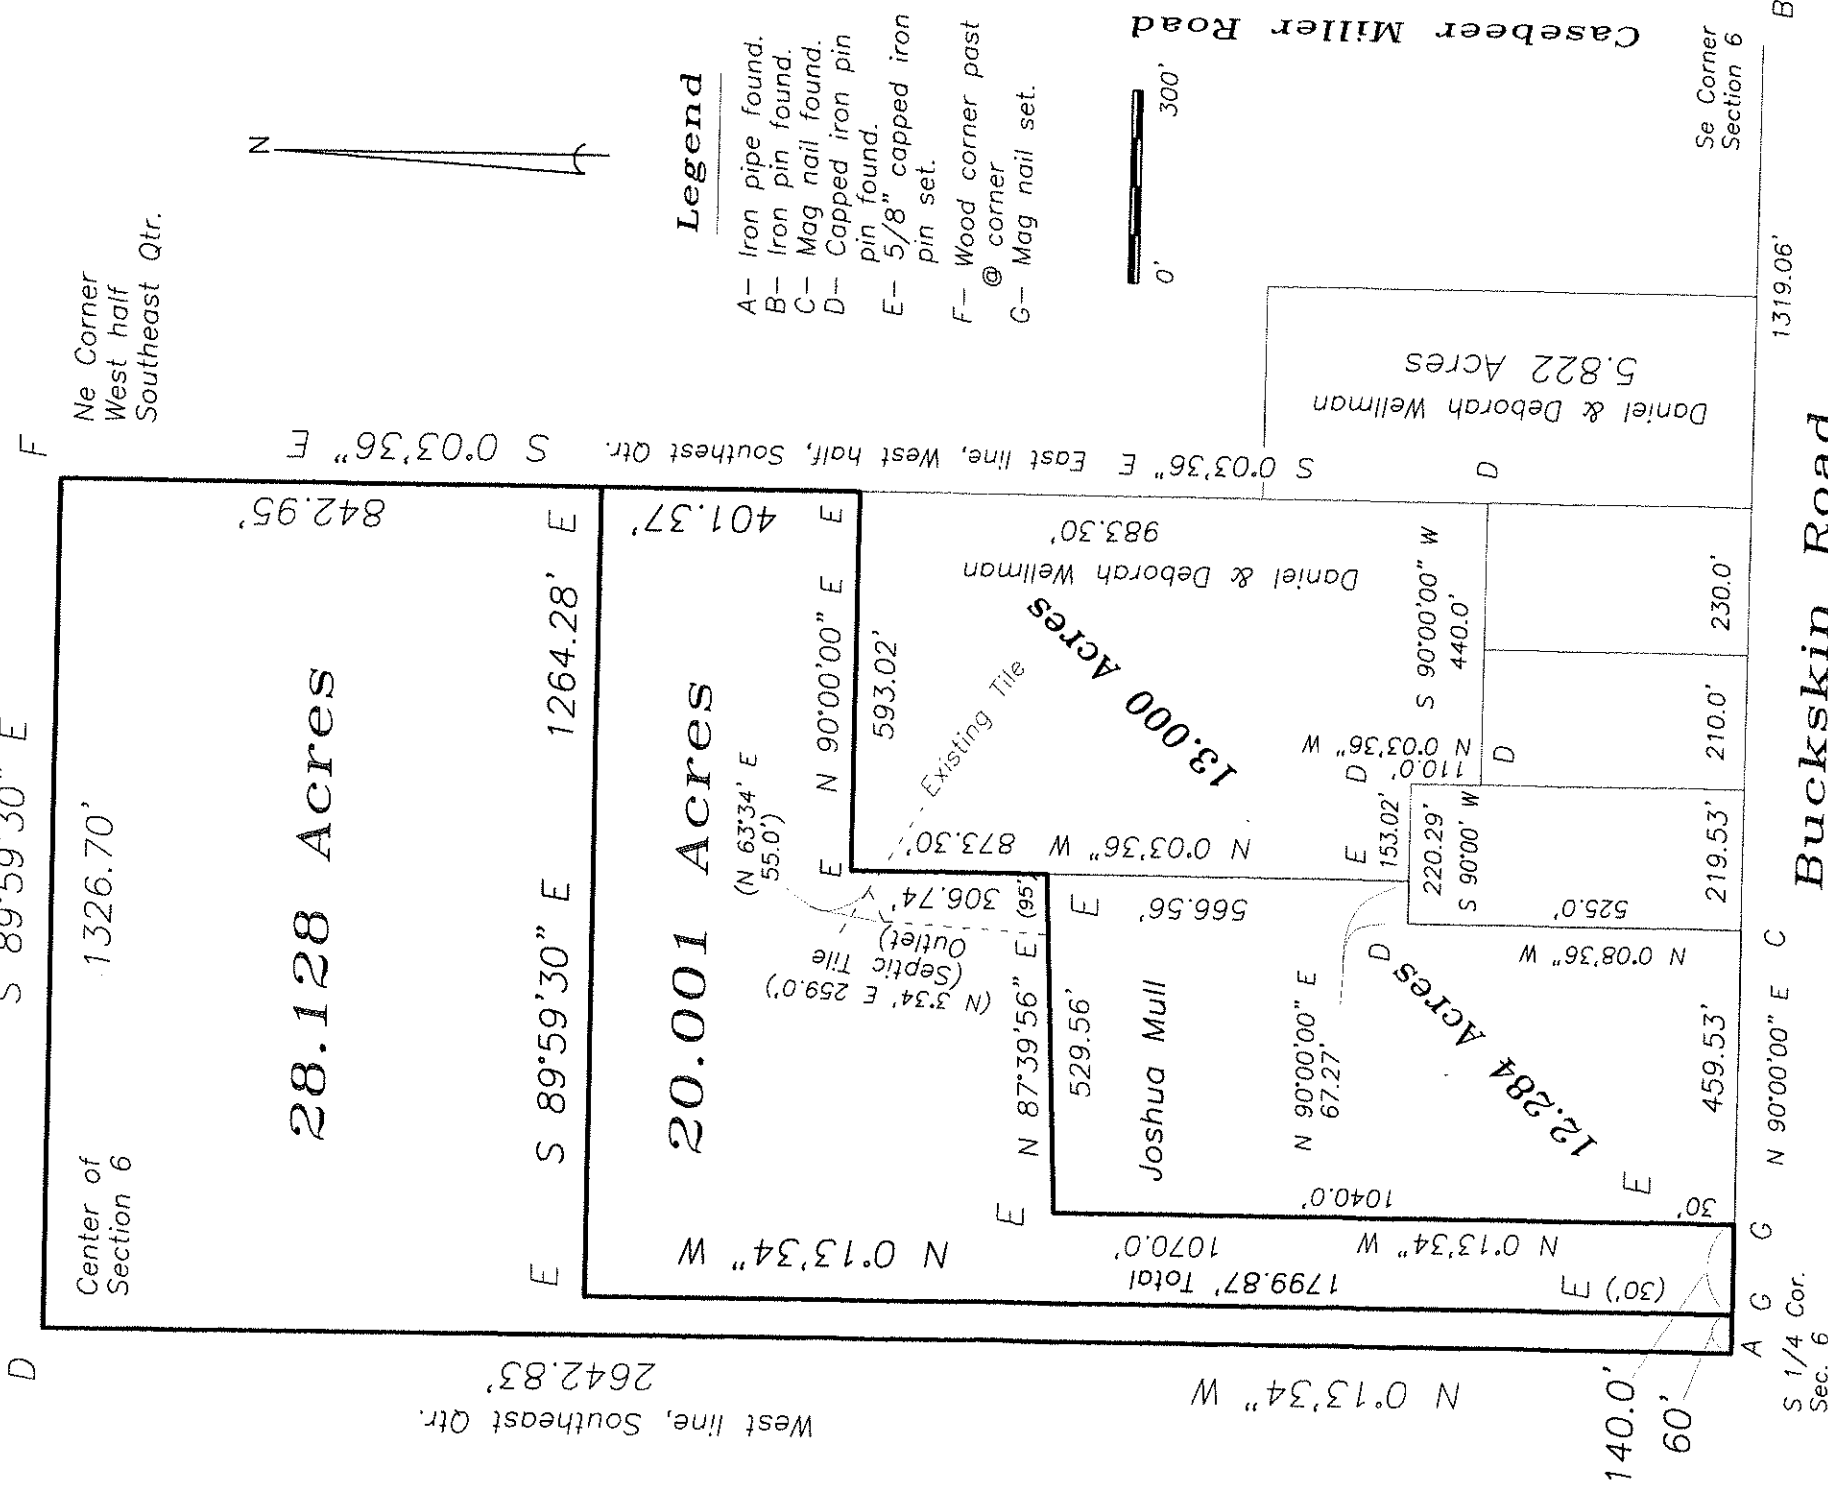 D
S 89°59'30" E
F
Center of
Section 6
1326.70'
Ne Corner
West half
Southeast Qtr.
N
28.128 Acres
842.95'
S 0°03'36" E
West line, Southeast Qtr.
2642.83'
N 0°13'34" W
E
S 89°59'30" E
1264.28'
E
20.001 Acres
401.37'
S 0°03'36" E East line, West half, Southest Qtr.
(N 63°34' E
55.0')
E
N 90°00'00" E
E
593.02'
N 0°13'34" W
(N 3°34' E 259.0')
(Septic Tile
Outlet)
306.74'
(95')
Existing Tile
E
N 87°39'56" E
E
529.56'
E
Joshua Mull
566.56'
N 0°03'36" W 873.30'
13.000 Acres
Daniel & Deborah Wellman
983.30'
1799.87' Total
1070.0'
N 0°13'34" W
1040.0'
N 90°00'00" E
67.27'
12.284 Acres
D
E
153.02'
D
110.0'
N 0°03'36" W
D
S 90°00'00" W
440.0'
D
220.29'
S 90°00' W
525.0'
N 0°08'36" W
(30') E
30'
E
459.53'
219.53'
210.0'
230.0'
Daniel & Deborah Wellman
5.822 Acres
140.0'
60'
A
G
G
N 90°00'00" E
C
1319.06'
B
S 1/4 Cor.
Sec. 6
Se Corner
Section 6
Buckskin Road
Casebeer Miller Road
Legend
A– Iron pipe found.
B– Iron pin found.
C– Mag nail found.
D– Capped iron pin
pin found.
E– 5/8" capped iron
pin set.
F– Wood corner past
@ corner
G– Mag nail set.
0'
300'